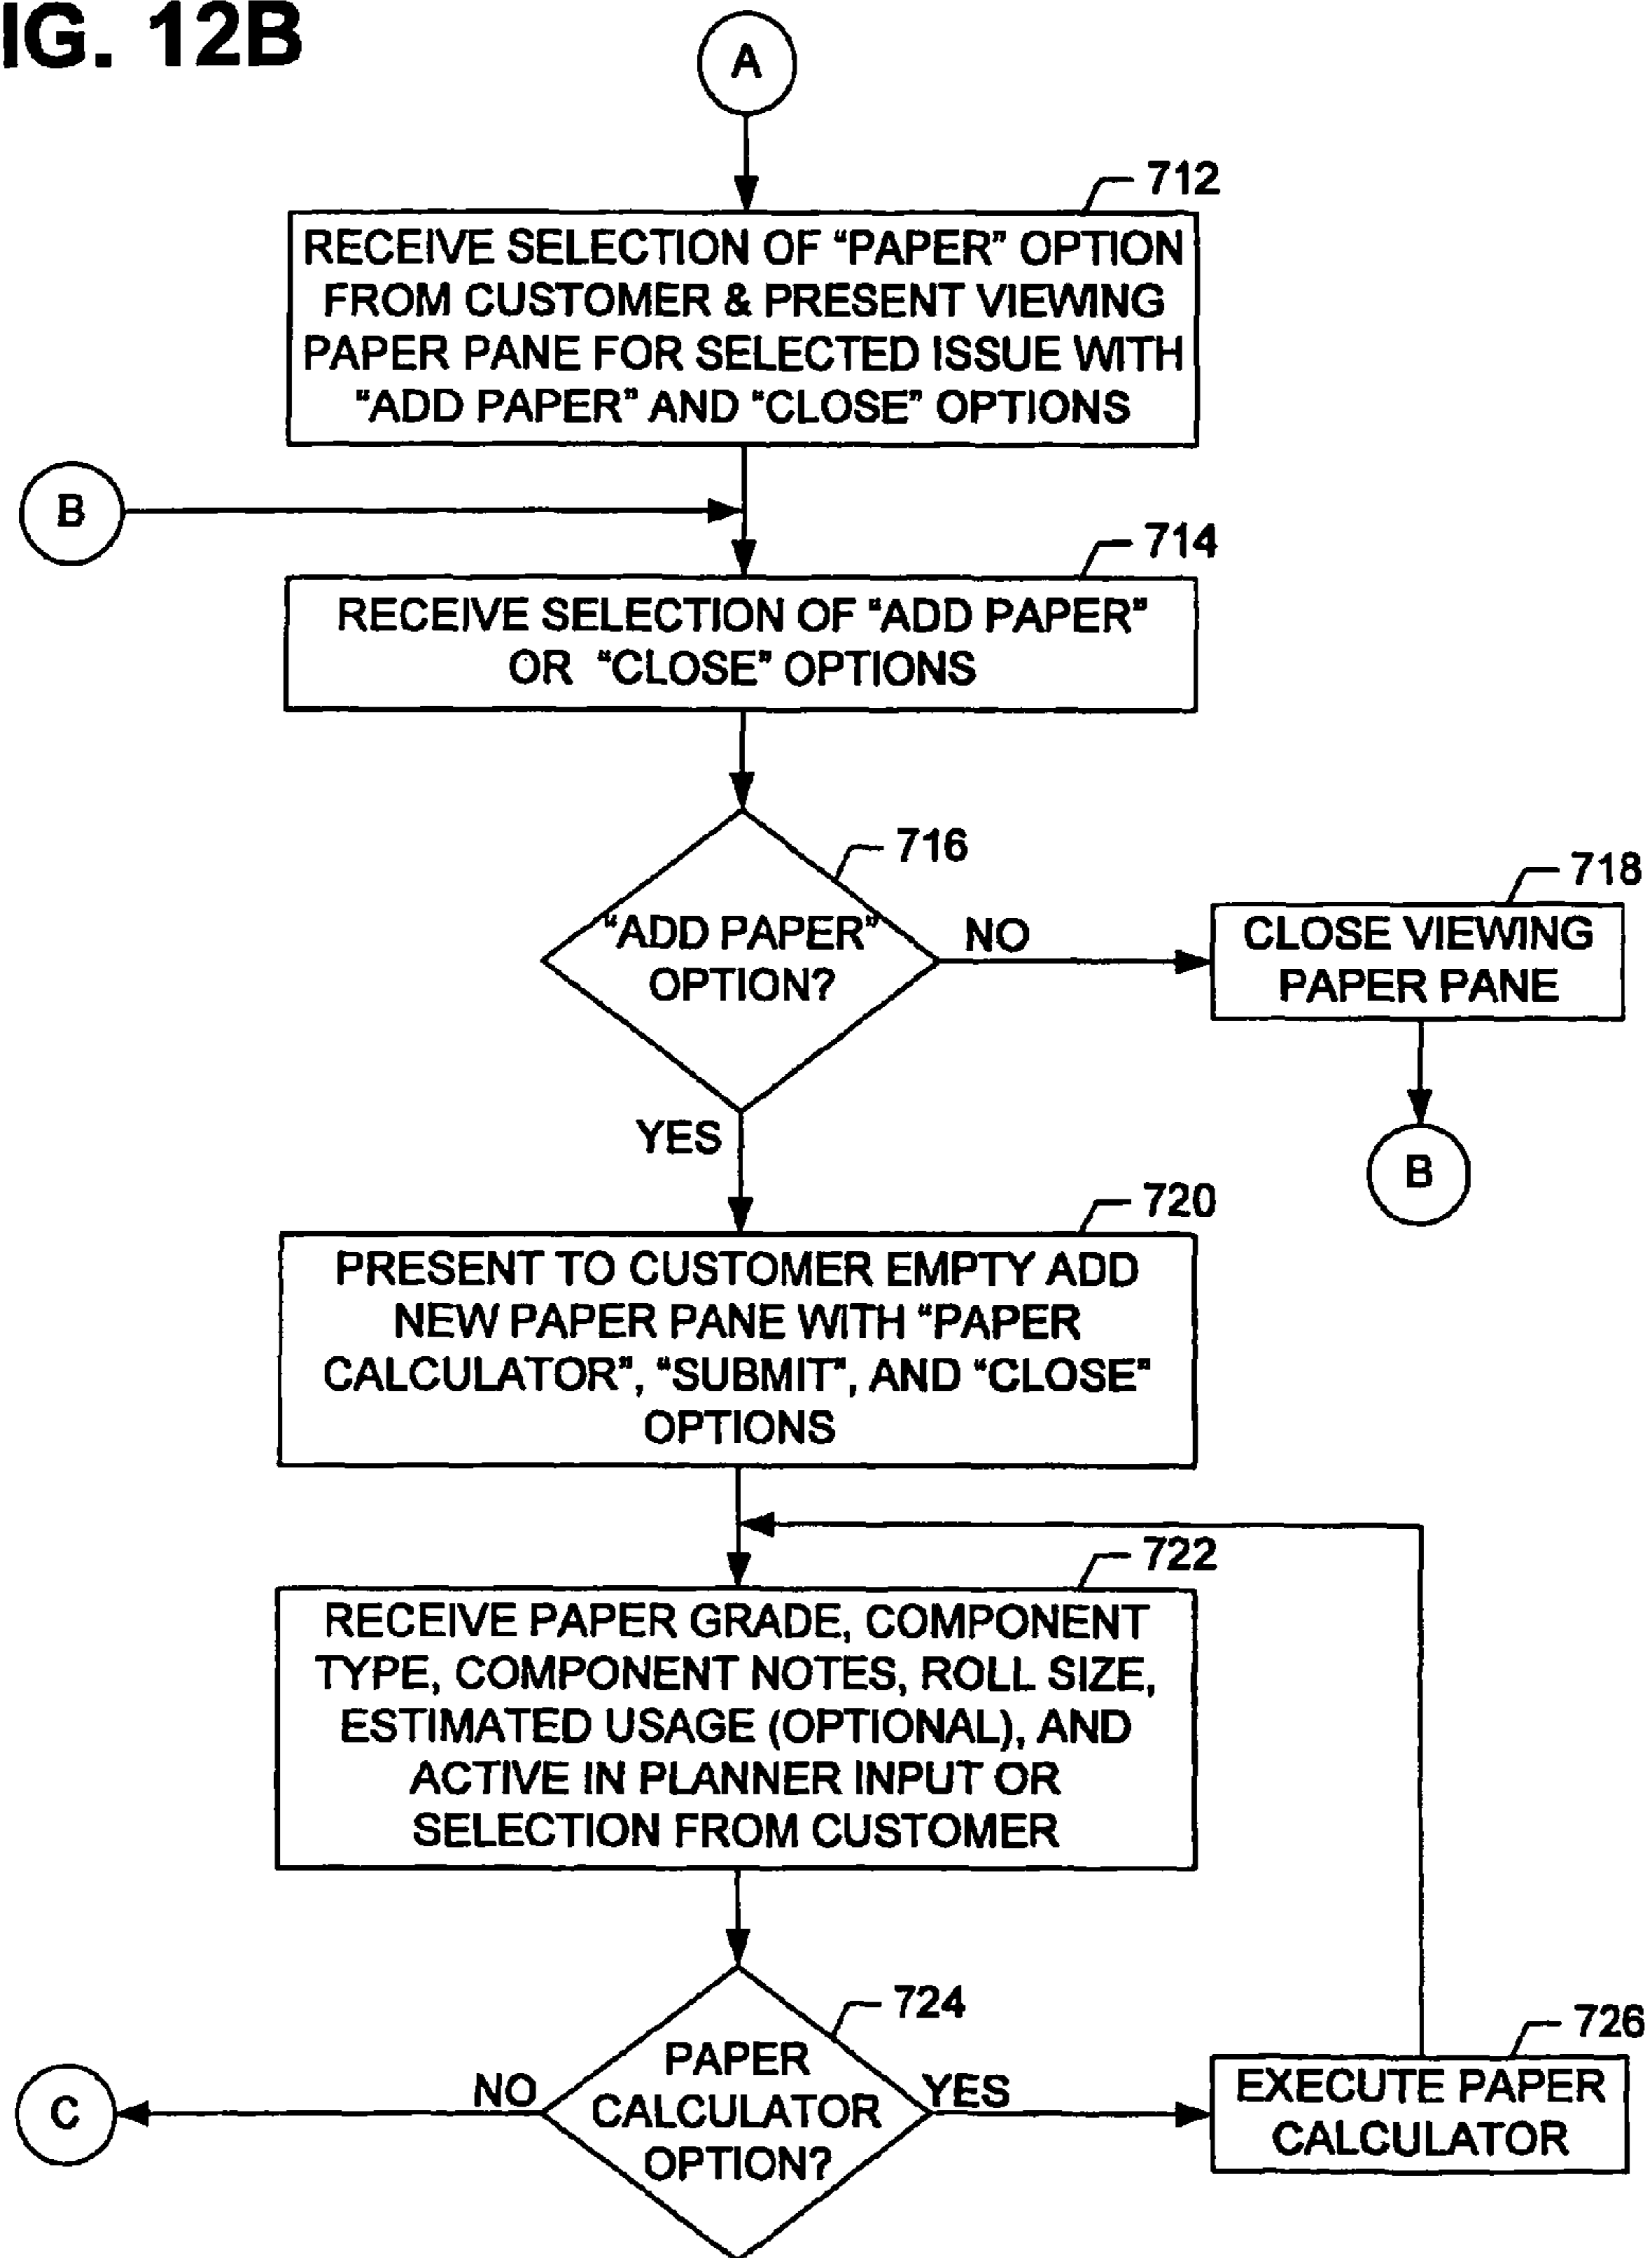 IG. 12B
A
712
RECEIVE SELECTION OF "PAPER" OPTION
FROM CUSTOMER & PRESENT VIEWING
PAPER PANE FOR SELECTED ISSUE WITH
"ADD PAPER" AND "CLOSE" OPTIONS
B
714
RECEIVE SELECTION OF "ADD PAPER"
OR "CLOSE" OPTIONS
716
"ADD PAPER"
OPTION?
NO
718
CLOSE VIEWING
PAPER PANE
YES
B
720
PRESENT TO CUSTOMER EMPTY ADD
NEW PAPER PANE WITH "PAPER
CALCULATOR", "SUBMIT", AND "CLOSE"
OPTIONS
722
RECEIVE PAPER GRADE, COMPONENT
TYPE, COMPONENT NOTES, ROLL SIZE,
ESTIMATED USAGE (OPTIONAL), AND
ACTIVE IN PLANNER INPUT OR
SELECTION FROM CUSTOMER
724
PAPER
CALCULATOR
OPTION?
NO
C
YES
726
EXECUTE PAPER
CALCULATOR